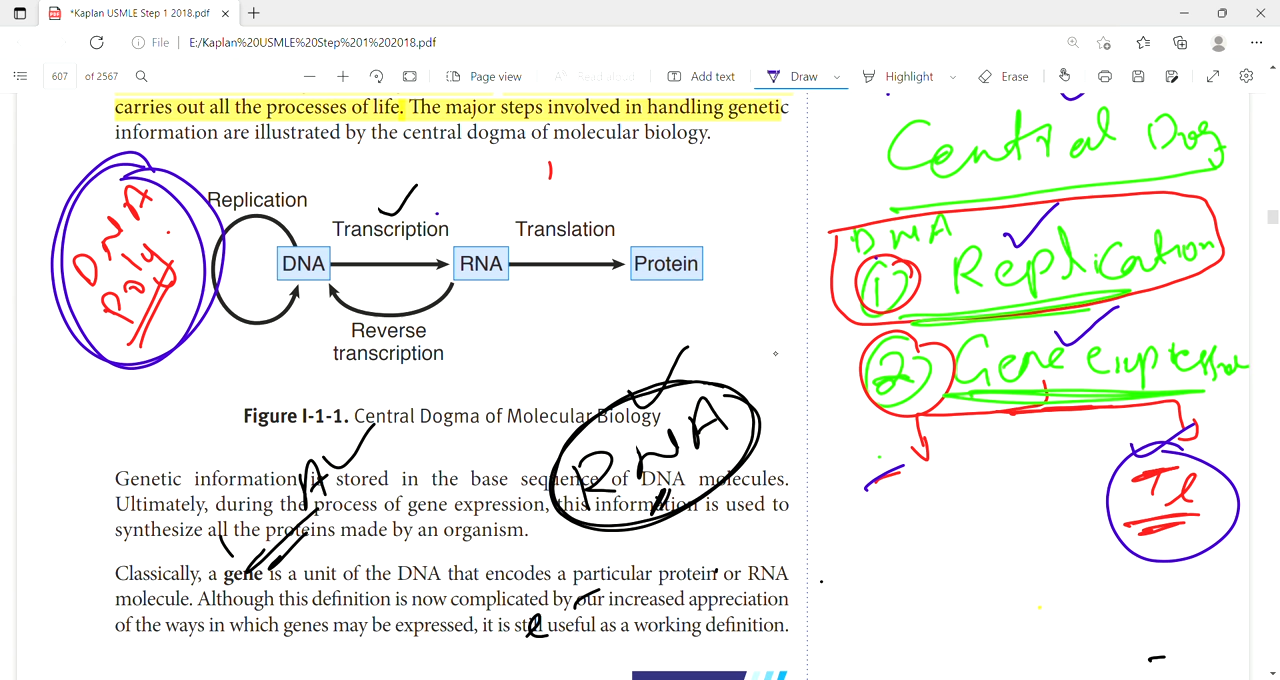 *Kaplan USMLE Step 1 2018.pdf
File | E:/Kaplan%20USMLE%20Step%201%202018.pdf
607 of 2567 Page view Read aloud Add text Draw Highlight Erase
carries out all the processes of life. The major steps involved in handling genetic
information are illustrated by the central dogma of molecular biology.
Replication
Transcription Translation
DNA RNA Protein
Reverse
transcription
Figure I-1-1. Central Dogma of Molecular Biology
Genetic information is stored in the base sequence of DNA molecules.
Ultimately, during the process of gene expression, this information is used to
synthesize all the proteins made by an organism.
Classically, a gene is a unit of the DNA that encodes a particular protein or RNA
molecule. Although this definition is now complicated by our increased appreciation
of the ways in which genes may be expressed, it is still useful as a working definition.
DNA
Poly.
RNA
Central Dog
DNA
1 Replication
2 Gene expression
Tl